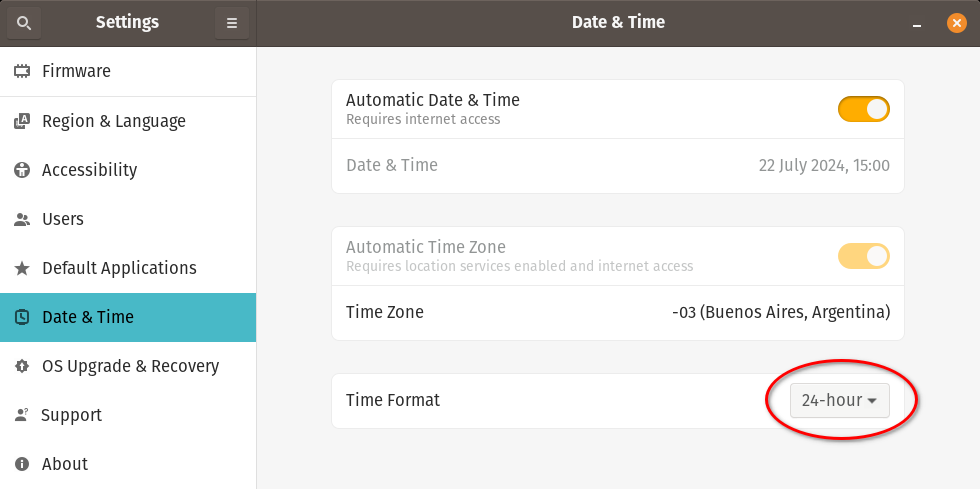 Settings
Date & Time
Firmware
Region & Language
Accessibility
Users
Default Applications
Date & Time
OS Upgrade & Recovery
Support
About
Automatic Date & Time
Requires internet access
Date & Time 22 July 2024, 15:00
Automatic Time Zone
Requires location services enabled and internet access
Time Zone -03 (Buenos Aires, Argentina)
Time Format 24-hour